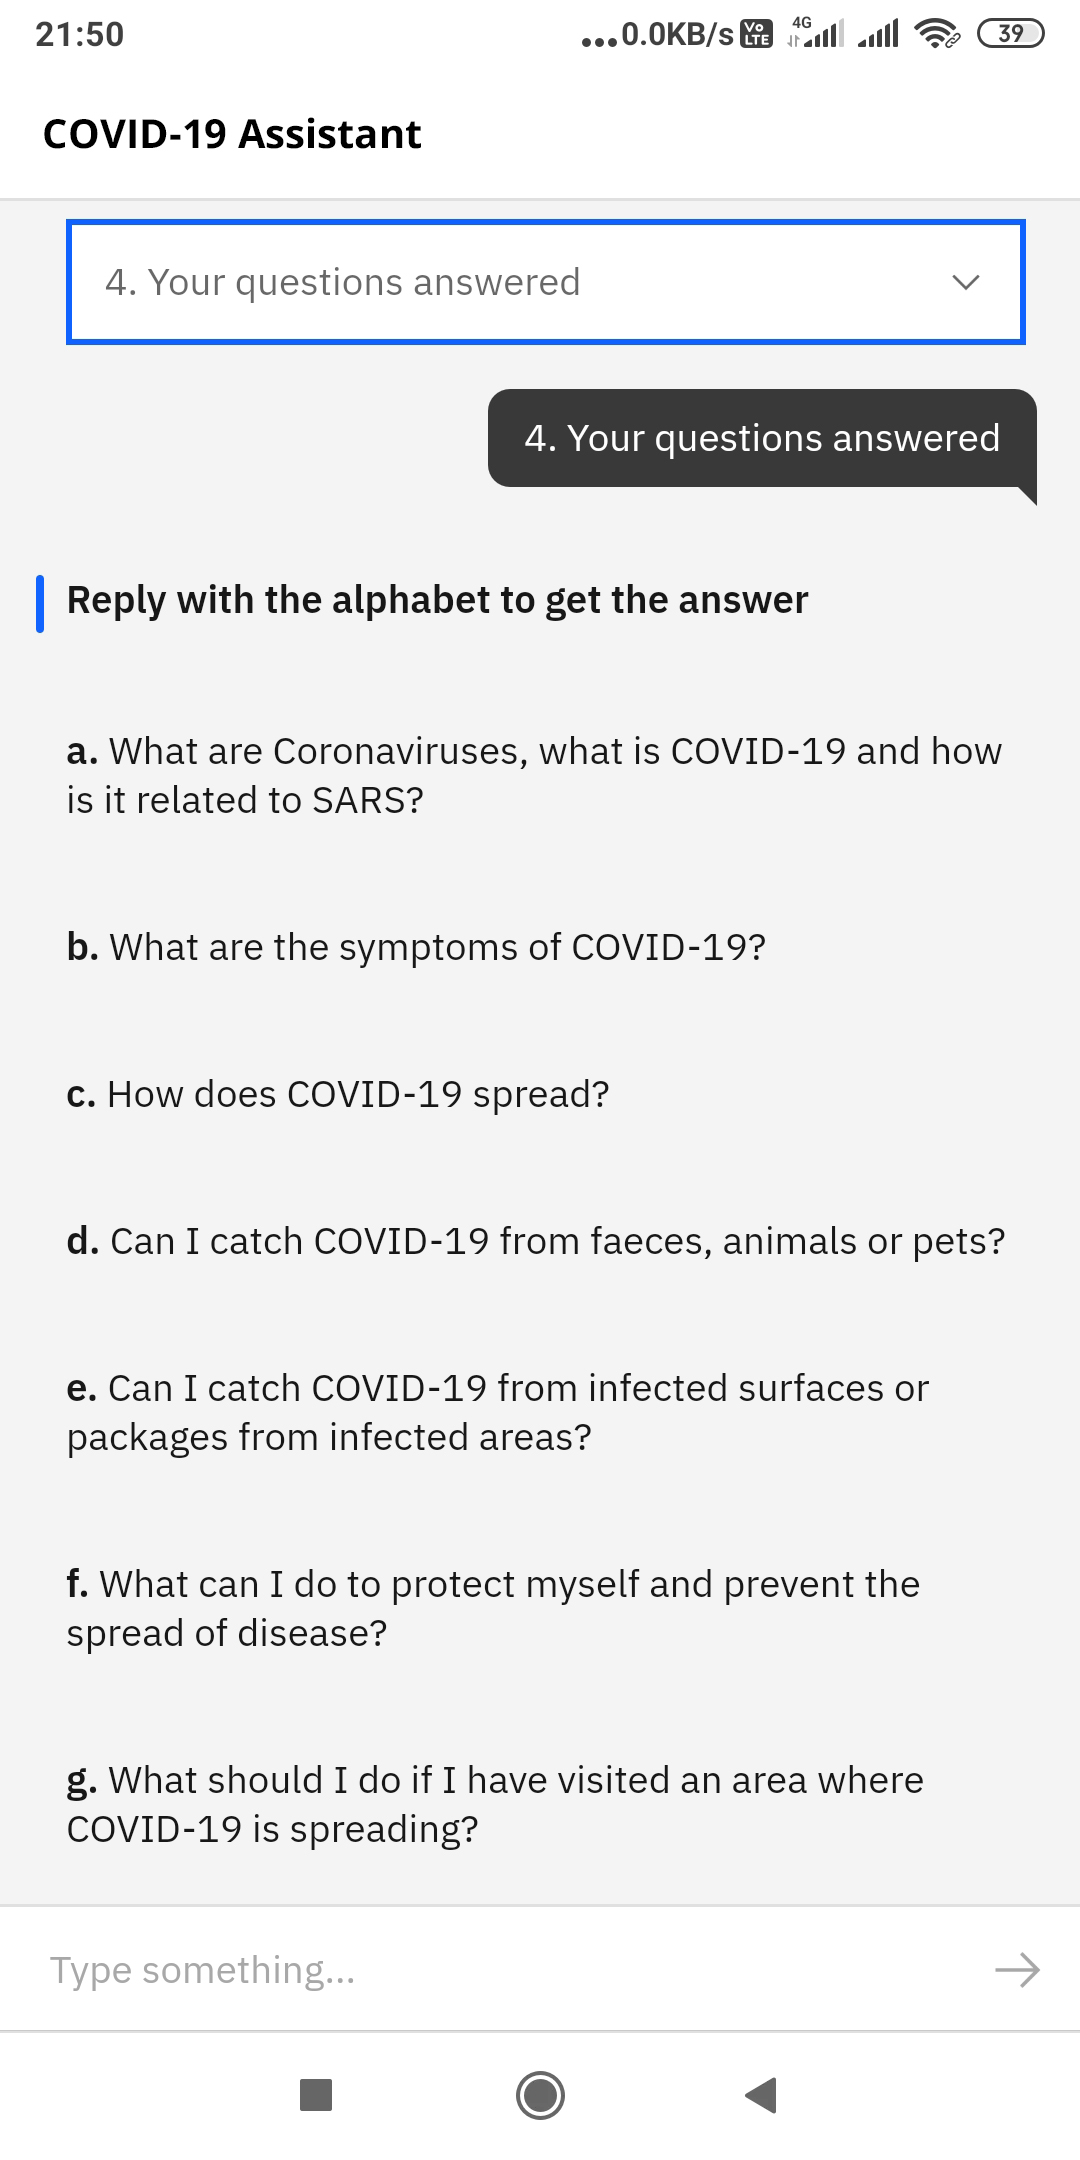 21:50
...0.0KB/s Vo LTE 4G 39
COVID-19 Assistant
4. Your questions answered
4. Your questions answered
Reply with the alphabet to get the answer
a. What are Coronaviruses, what is COVID-19 and how
is it related to SARS?
b. What are the symptoms of COVID-19?
c. How does COVID-19 spread?
d. Can I catch COVID-19 from faeces, animals or pets?
e. Can I catch COVID-19 from infected surfaces or
packages from infected areas?
f. What can I do to protect myself and prevent the
spread of disease?
g. What should I do if I have visited an area where
COVID-19 is spreading?
Type something...